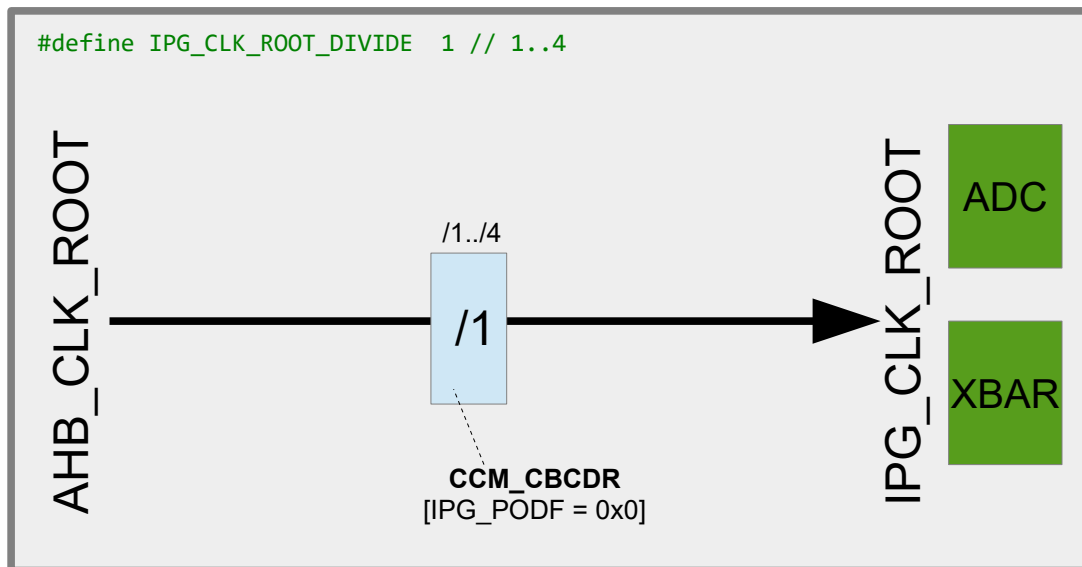 #define IPG_CLK_ROOT_DIVIDE  1 // 1..4
AHB_CLK_ROOT
/1../4
/1
CCM_CBCDR
[IPG_PODF = 0x0]
IPG_CLK_ROOT
ADC
XBAR